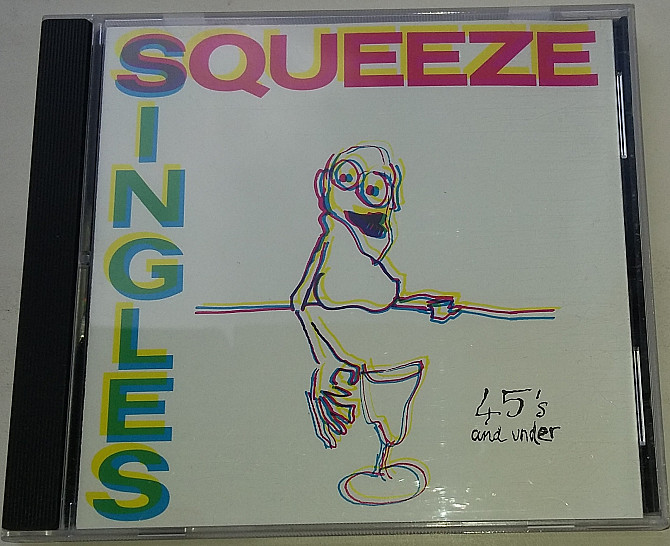 SQUEEZE
SINGLES
45's
and under